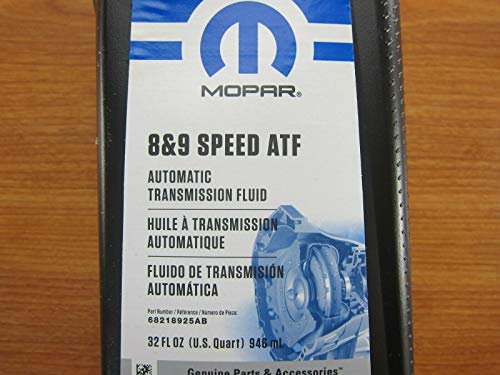 MOPAR®
8&9 SPEED ATF
AUTOMATIC
TRANSMISSION FLUID
HUILE À TRANSMISSION
AUTOMATIQUE
FLUIDO DE TRANSMISIÓN
AUTOMÁTICA
Part Number / Référence / Número de Pieza:
68218925AB
32 FL OZ (U.S. Quart) 946 mL
Genuine Parts & Accessories™